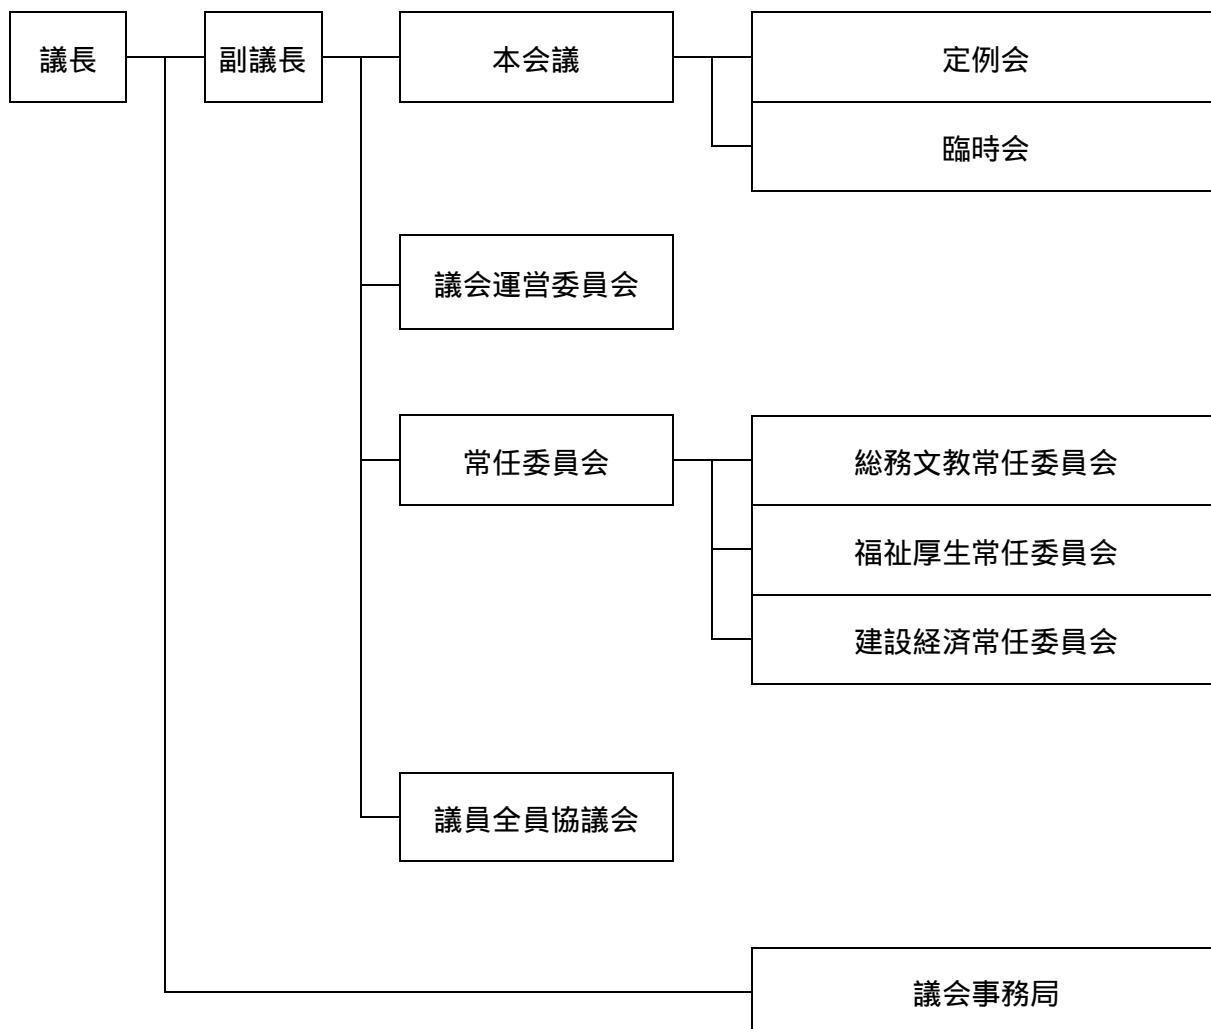 議長
副議長
本会議
定例会
臨時会
議会運営委員会
常任委員会
総務文教常任委員会
福祉厚生常任委員会
建設経済常任委員会
議員全員協議会
議会事務局